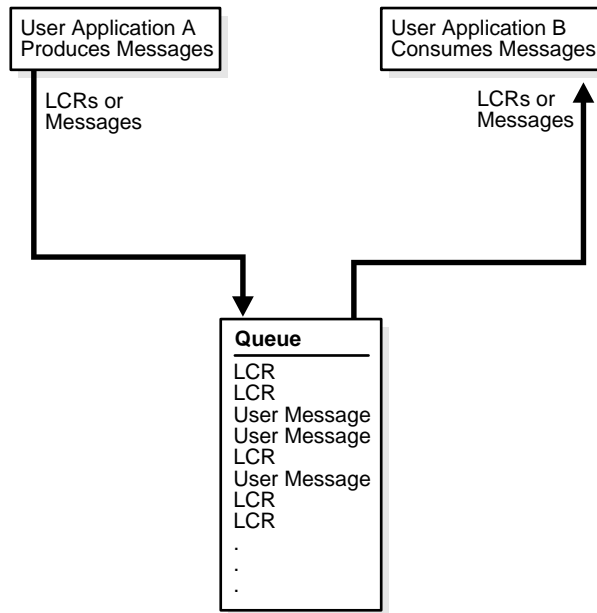 User Application A
Produces Messages
User Application B
Consumes Messages
LCRs or
Messages
LCRs or
Messages
Queue
LCR
LCR
User Message
User Message
LCR
User Message
LCR
LCR
.
.
.